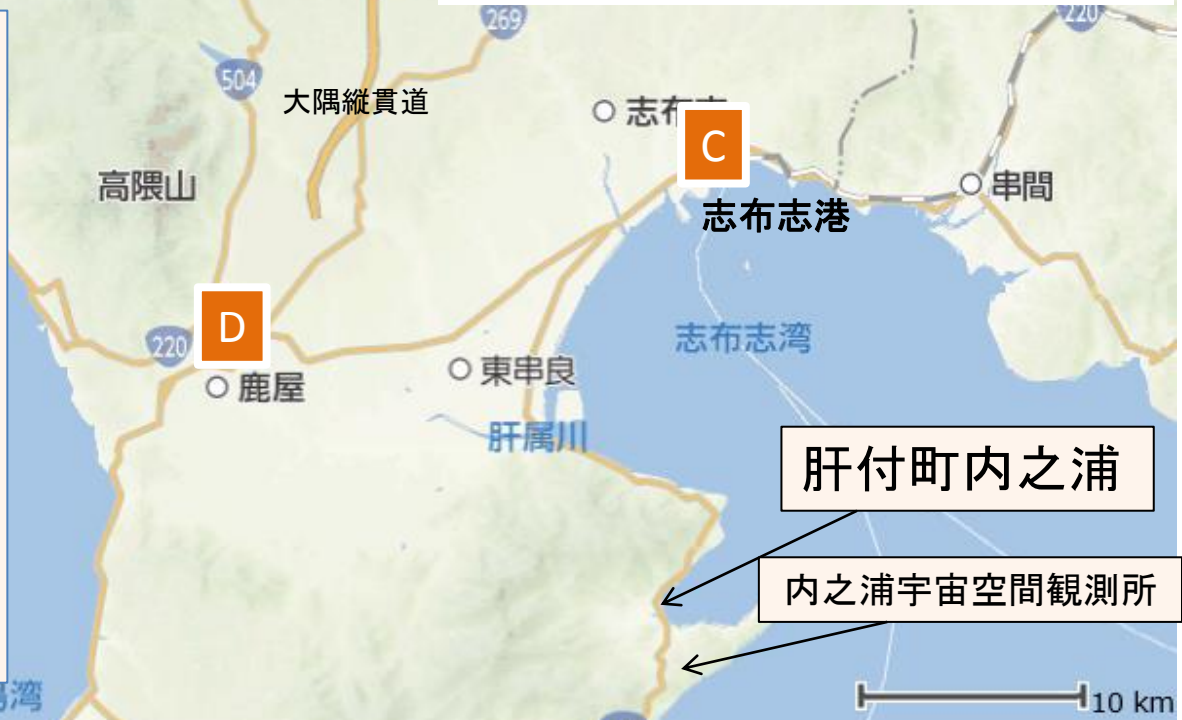 269
220
504
大隅縦貫道
志布
C
高隈山
串間
志布志港
D
220
志布志湾
東串良
鹿屋
肝属川
肝付町内之浦
内之浦宇宙空間観測所
湾
10 km